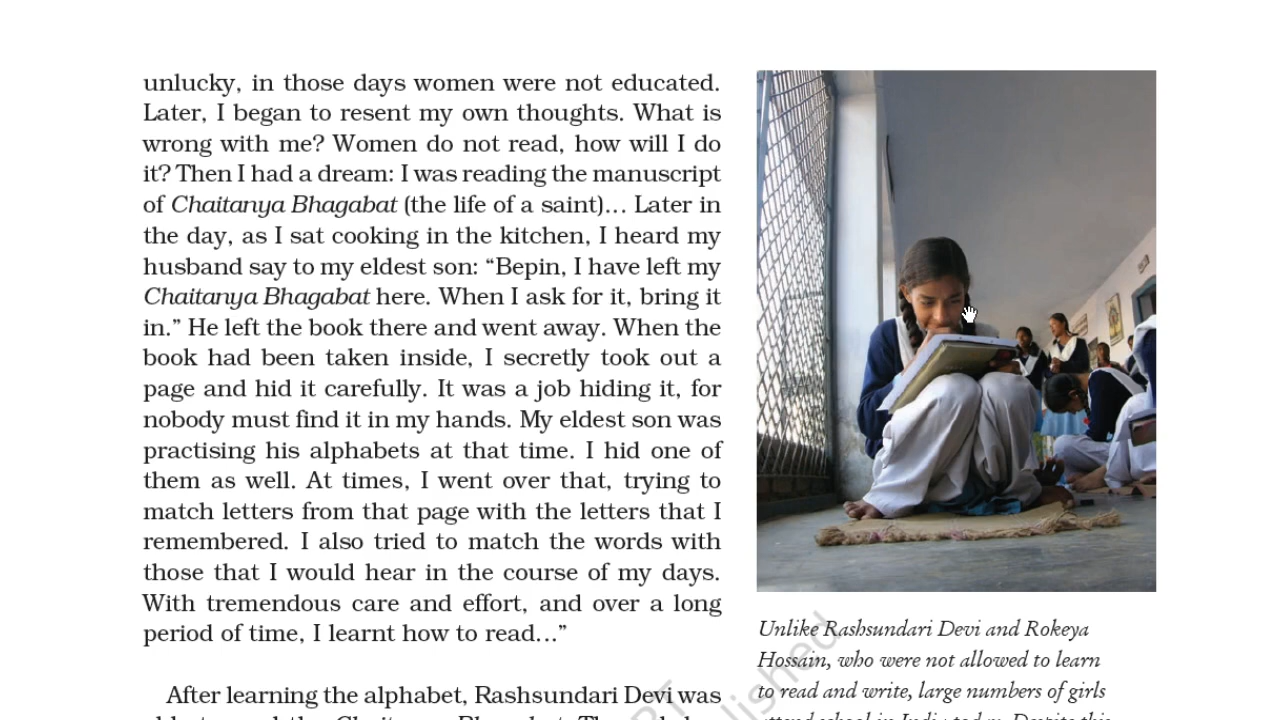 unlucky, in those days women were not educated.
Later, I began to resent my own thoughts. What is
wrong with me? Women do not read, how will I do
it? Then I had a dream: I was reading the manuscript
of Chaitanya Bhagabat (the life of a saint)... Later in
the day, as I sat cooking in the kitchen, I heard my
husband say to my eldest son: “Bepin, I have left my
Chaitanya Bhagabat here. When I ask for it, bring it
in.” He left the book there and went away. When the
book had been taken inside, I secretly took out a
page and hid it carefully. It was a job hiding it, for
nobody must find it in my hands. My eldest son was
practising his alphabets at that time. I hid one of
them as well. At times, I went over that, trying to
match letters from that page with the letters that I
remembered. I also tried to match the words with
those that I would hear in the course of my days.
With tremendous care and effort, and over a long
period of time, I learnt how to read...”
After learning the alphabet, Rashsundari Devi was
Unlike Rashsundari Devi and Rokeya
Hossain, who were not allowed to learn
to read and write, large numbers of girls